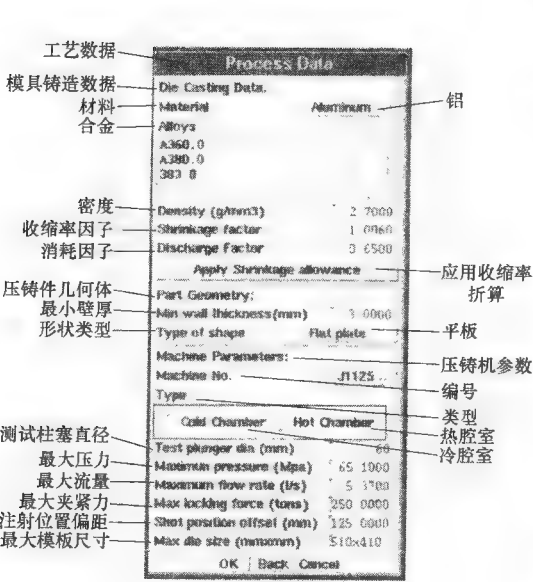 工艺数据
Process Data
模具铸造数据
Die Casting Data.
材料
Material
Aluminum
铝
合金
Alloys
A360.0
A380.0
383 0
密度
Density (g/mm3)
2 7000
收缩率因子
Shrinkage factor
1 0060
消耗因子
Discharge Factor
0 6500
Apply Shrinkage allowance
应用收缩率
折算
压铸件几何体
Part Geometry:
最小壁厚
Min wall thickness(mm)
3 0000
形状类型
Type of shape
Flat plate
平板
Machine Parameters:
压铸机参数
Machine No.
J1125
编号
Type
类型
Cold Chamber
Hot Chamber
热腔室
冷腔室
测试柱塞直径
Test plunger dia (mm)
60
最大压力
Maximum pressure (Mpa)
65 1000
最大流量
Maximum flow rate (l/s)
5 3700
最大夹紧力
Max locking force (tons)
250 0000
注射位置偏距
Shot position offset (mm)
125 0000
最大模板尺寸
Max die size (mmxmm)
510x410
OK
Back
Cancel